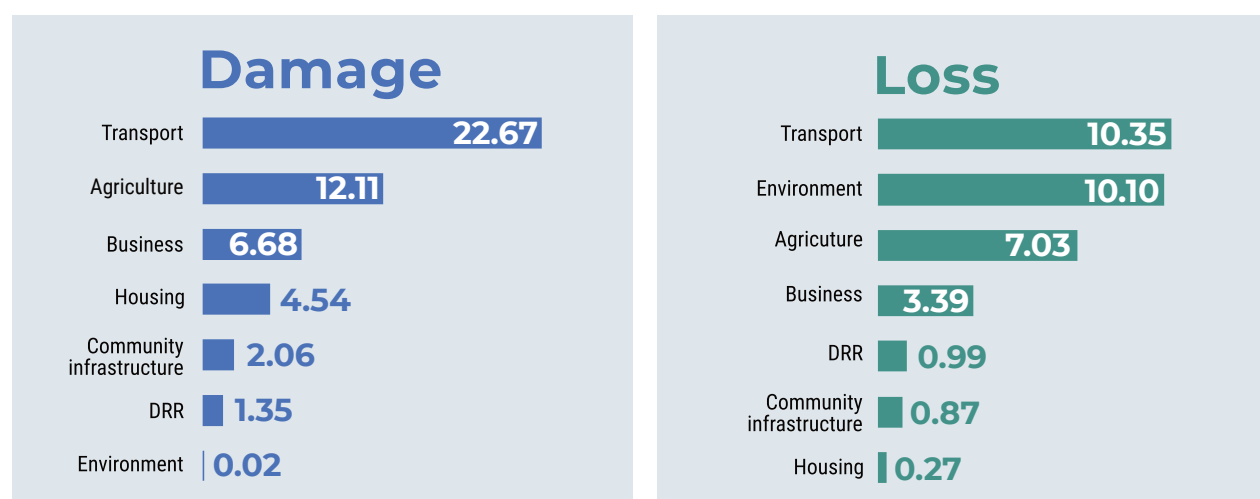 Damage
Transport 22.67
Agriculture 12.11
Business 6.68
Housing 4.54
Community
infrastructure 2.06
DRR 1.35
Environment 0.02
Loss
Transport 10.35
Environment 10.10
Agricuture 7.03
Business 3.39
DRR 0.99
Community
infrastructure 0.87
Housing 0.27